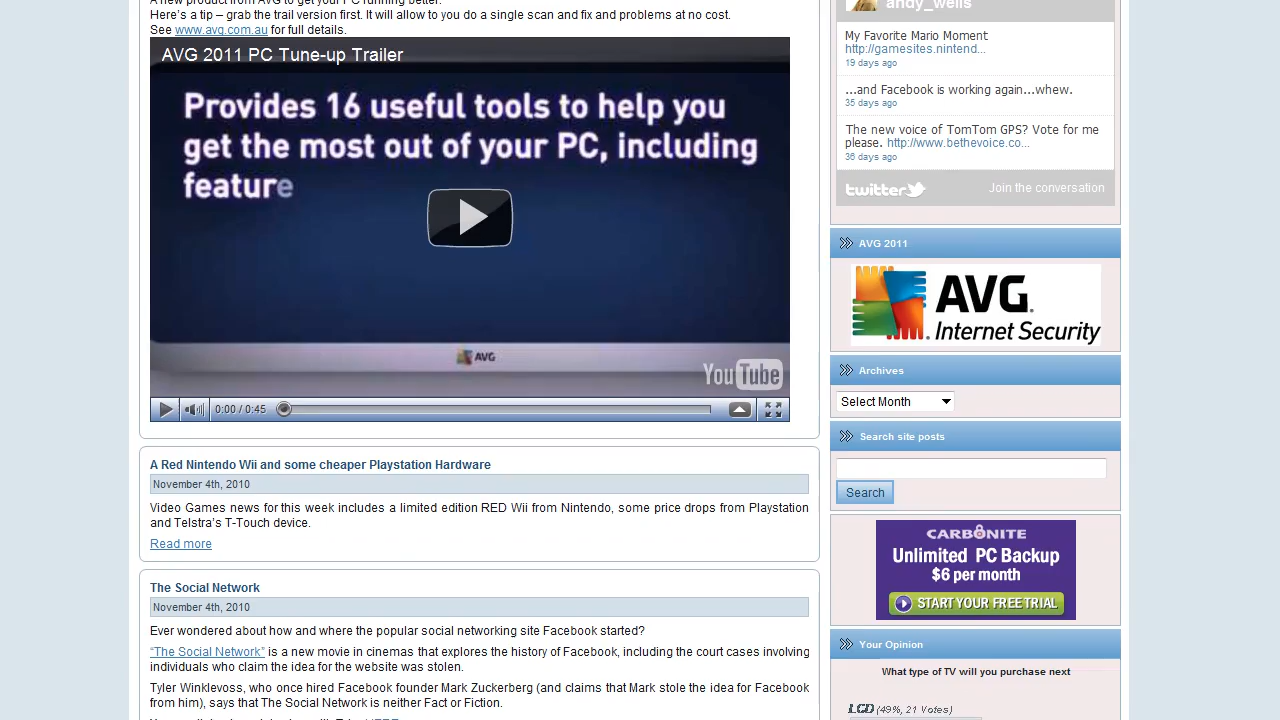 A new product from AVG to get your PC running better.
Here's a tip – grab the trail version first. It will allow to you do a single scan and fix and problems at no cost.
See www.avg.com.au for full details.
AVG 2011 PC Tune-up Trailer
Provides 16 useful tools to help you
get the most out of your PC, including
feature
AVG
YouTube
0:00 / 0:45
A Red Nintendo Wii and some cheaper Playstation Hardware
November 4th, 2010
Video Games news for this week includes a limited edition RED Wii from Nintendo, some price drops from Playstation
and Telstra's T-Touch device.
Read more
The Social Network
November 4th, 2010
Ever wondered about how and where the popular social networking site Facebook started?
“The Social Network” is a new movie in cinemas that explores the history of Facebook, including the court cases involving
individuals who claim the idea for the website was stolen.
Tyler Winklevoss, who once hired Facebook founder Mark Zuckerberg (and claims that Mark stole the idea for Facebook
from him), says that The Social Network is neither Fact or Fiction.
andy_wells
My Favorite Mario Moment
http://gamesites.nintend...
19 days ago
...and Facebook is working again...whew.
35 days ago
The new voice of TomTom GPS? Vote for me
please. http://www.bethevoice.co...
36 days ago
twitter
Join the conversation
AVG 2011
AVG.
Internet Security
Archives
Select Month
Search site posts
Search
CARBONITE
Unlimited PC Backup
$6 per month
START YOUR FREE TRIAL
Your Opinion
What type of TV will you purchase next
LCD (49%, 21 Votes)